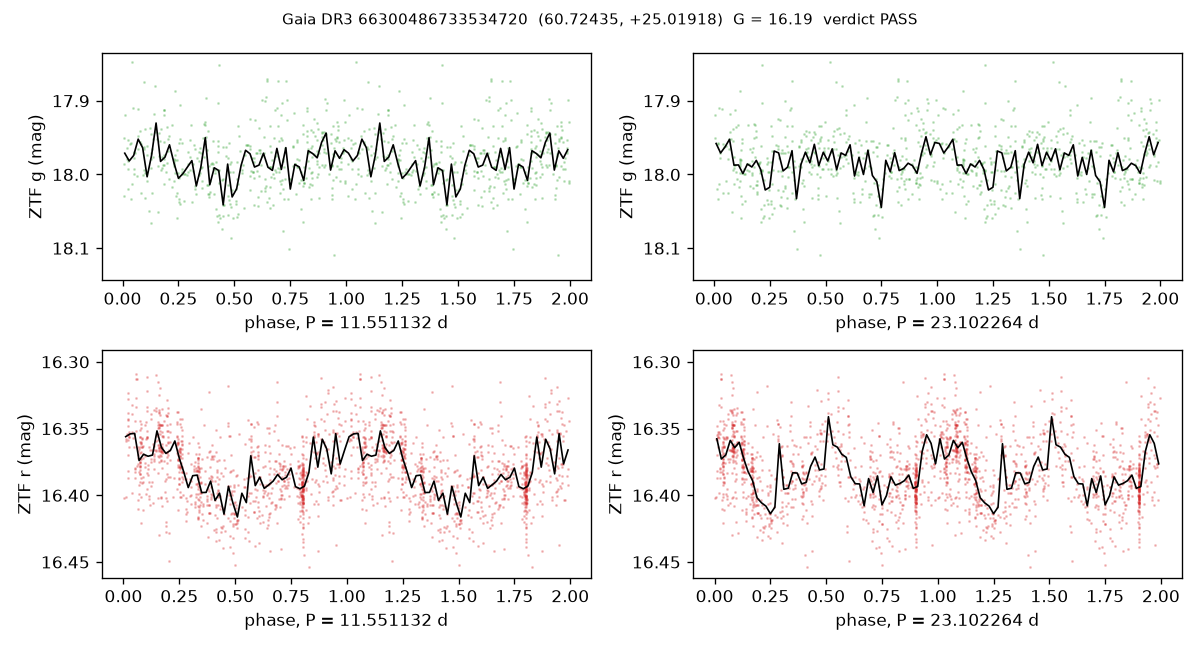 Gaia DR3 66300486733534720 (60.72435, +25.01918) G = 16.19 verdict PASS
ZTF g (mag)
17.9
18.0
18.1
0.00 0.25 0.50 0.75 1.00 1.25 1.50 1.75 2.00
phase, P = 11.551132 d
ZTF g (mag)
17.9
18.0
18.1
0.00 0.25 0.50 0.75 1.00 1.25 1.50 1.75 2.00
phase, P = 23.102264 d
ZTF r (mag)
16.30
16.35
16.40
16.45
0.00 0.25 0.50 0.75 1.00 1.25 1.50 1.75 2.00
phase, P = 11.551132 d
ZTF r (mag)
16.30
16.35
16.40
16.45
0.00 0.25 0.50 0.75 1.00 1.25 1.50 1.75 2.00
phase, P = 23.102264 d